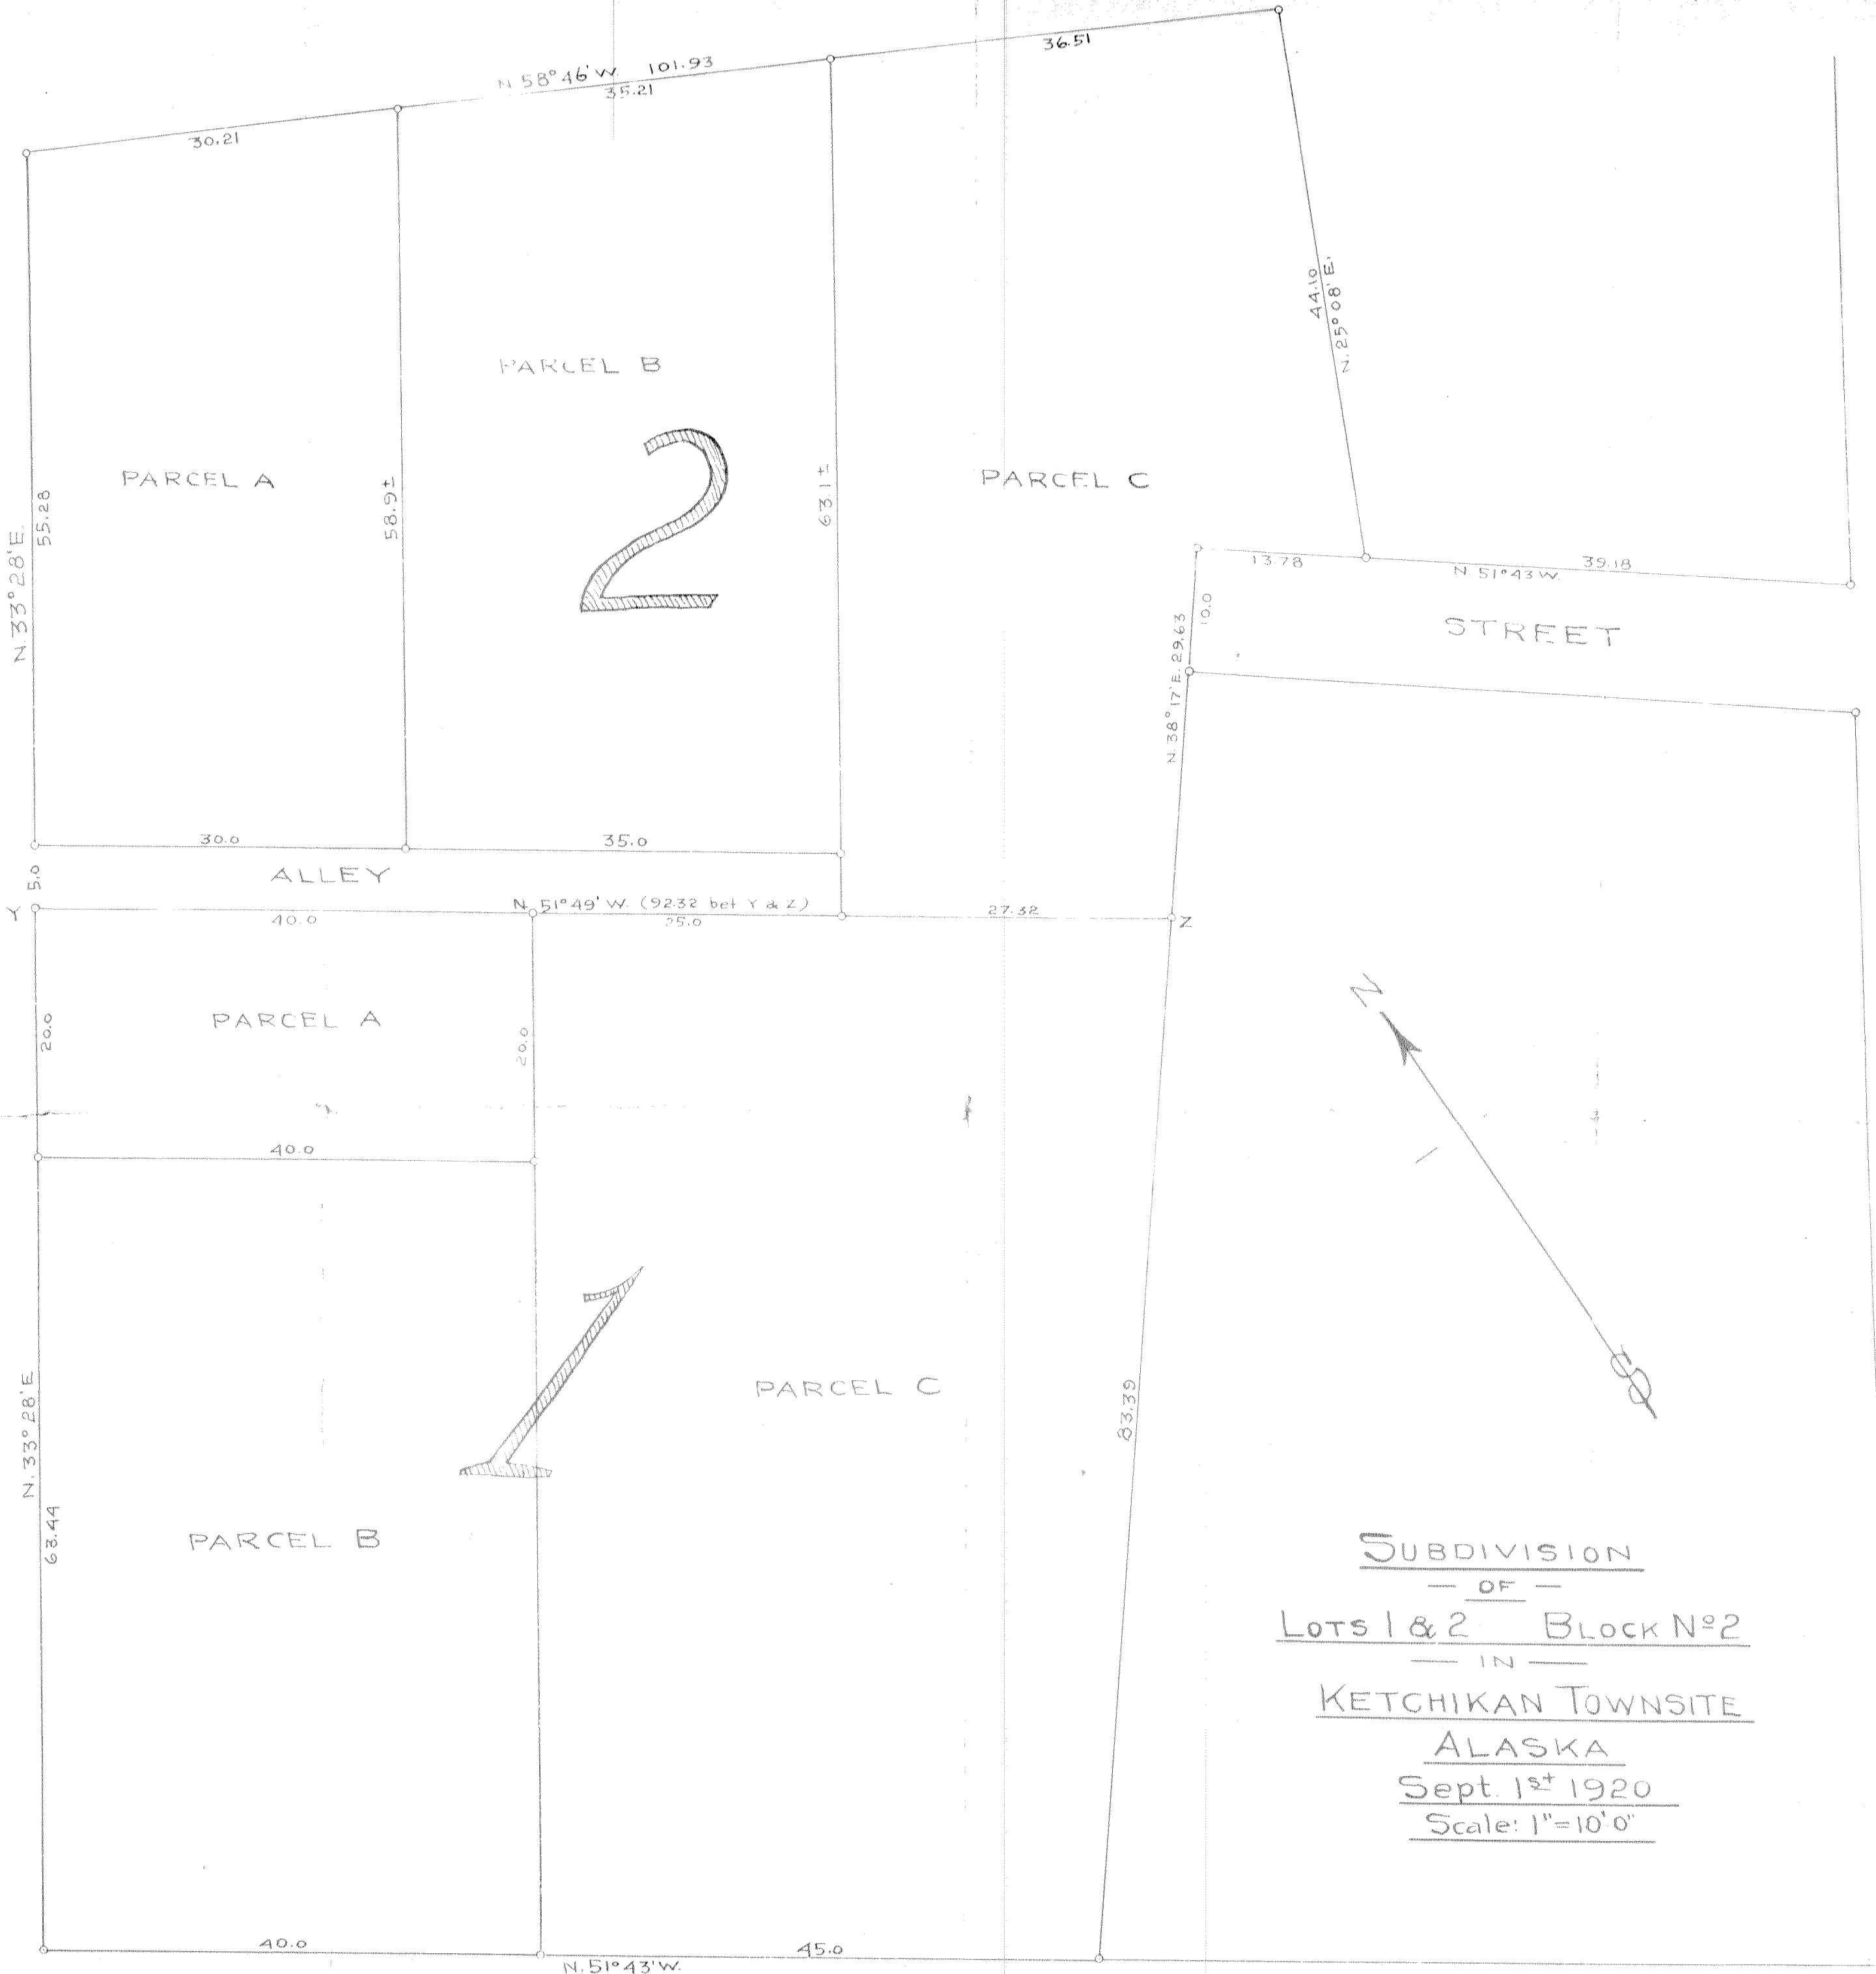 36.51
N 58° 46' W. 101.93
35.21
30.21
44.10
N. 25° 08' E.
PARCEL B
2
PARCEL A
PARCEL C
55.28
N. 33° 28' E.
58.9±
63.1±
13.78
39.18
N 51° 43 W.
10.0
STREET
N. 38° 17' E. 29.63
30.0
35.0
5.0
ALLEY
Y
N. 51° 49' W. (92.32 bet Y & Z)
40.0
25.0
27.32
Z
N
PARCEL A
20.0
20.0
40.0
1
PARCEL C
S
N. 33° 28' E
83.39
63.44
PARCEL B
SUBDIVISION
— OF —
LOTS 1 & 2 BLOCK Nº 2
— IN —
KETCHIKAN TOWNSITE
ALASKA
Sept. 1st 1920
Scale: 1"=10'0"
40.0
45.0
N. 51° 43' W.